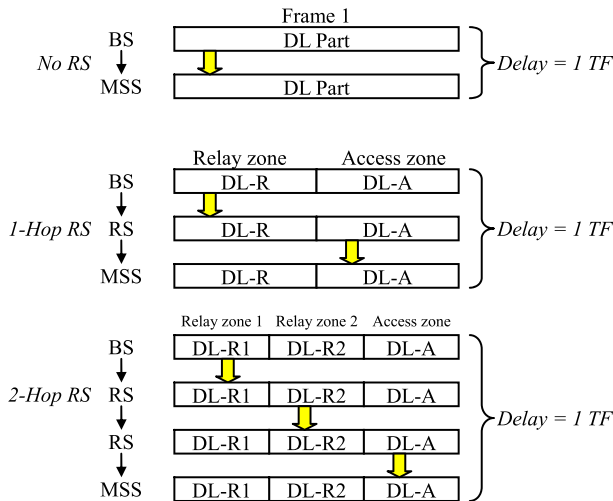 Frame 1
BS DL Part
No RS Delay = 1 TF
MSS DL Part
Relay zone Access zone
BS DL-R DL-A
1-Hop RS RS DL-R DL-A Delay = 1 TF
MSS DL-R DL-A
Relay zone 1 Relay zone 2 Access zone
BS DL-R1 DL-R2 DL-A
2-Hop RS RS DL-R1 DL-R2 DL-A Delay = 1 TF
RS DL-R1 DL-R2 DL-A
MSS DL-R1 DL-R2 DL-A